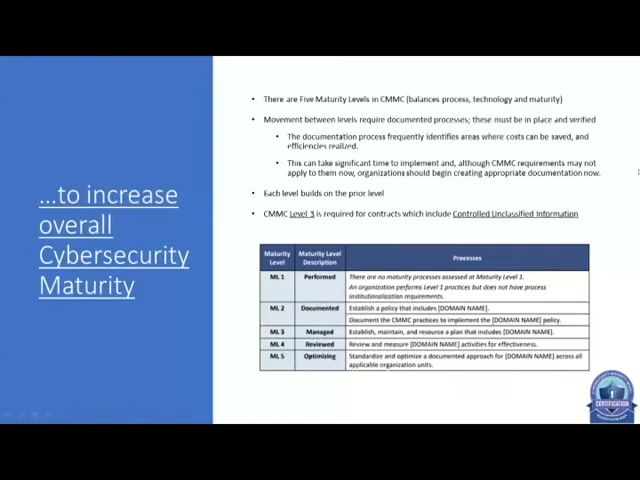 ...to increase
overall
Cybersecurity
Maturity
• There are Five Maturity Levels in CMMC (balances process, technology and maturity)
• Movement between levels require documented processes; these must be in place and verified
• The documentation process frequently identifies areas where costs can be saved, and
efficiencies realized.
• This can take significant time to implement and, although CMMC requirements may not
apply to them now, organizations should begin creating appropriate documentation now.
• Each level builds on the prior level
• CMMC Level 3 is required for contracts which include Controlled Unclassified Information
Maturity Level Maturity Level Description Processes
ML 1 Performed There are no maturity processes assessed at Maturity Level 1.
An organization performs Level 1 practices but does not have process
institutionalization requirements.
ML 2 Documented Establish a policy that includes [DOMAIN NAME].
Document the CMMC practices to implement the [DOMAIN NAME] policy.
ML 3 Managed Establish, maintain, and resource a plan that includes [DOMAIN NAME].
ML 4 Reviewed Review and measure [DOMAIN NAME] activities for effectiveness.
ML 5 Optimizing Standardize and optimize a documented approach for [DOMAIN NAME] across all
applicable organization units.
CERTIFICATION